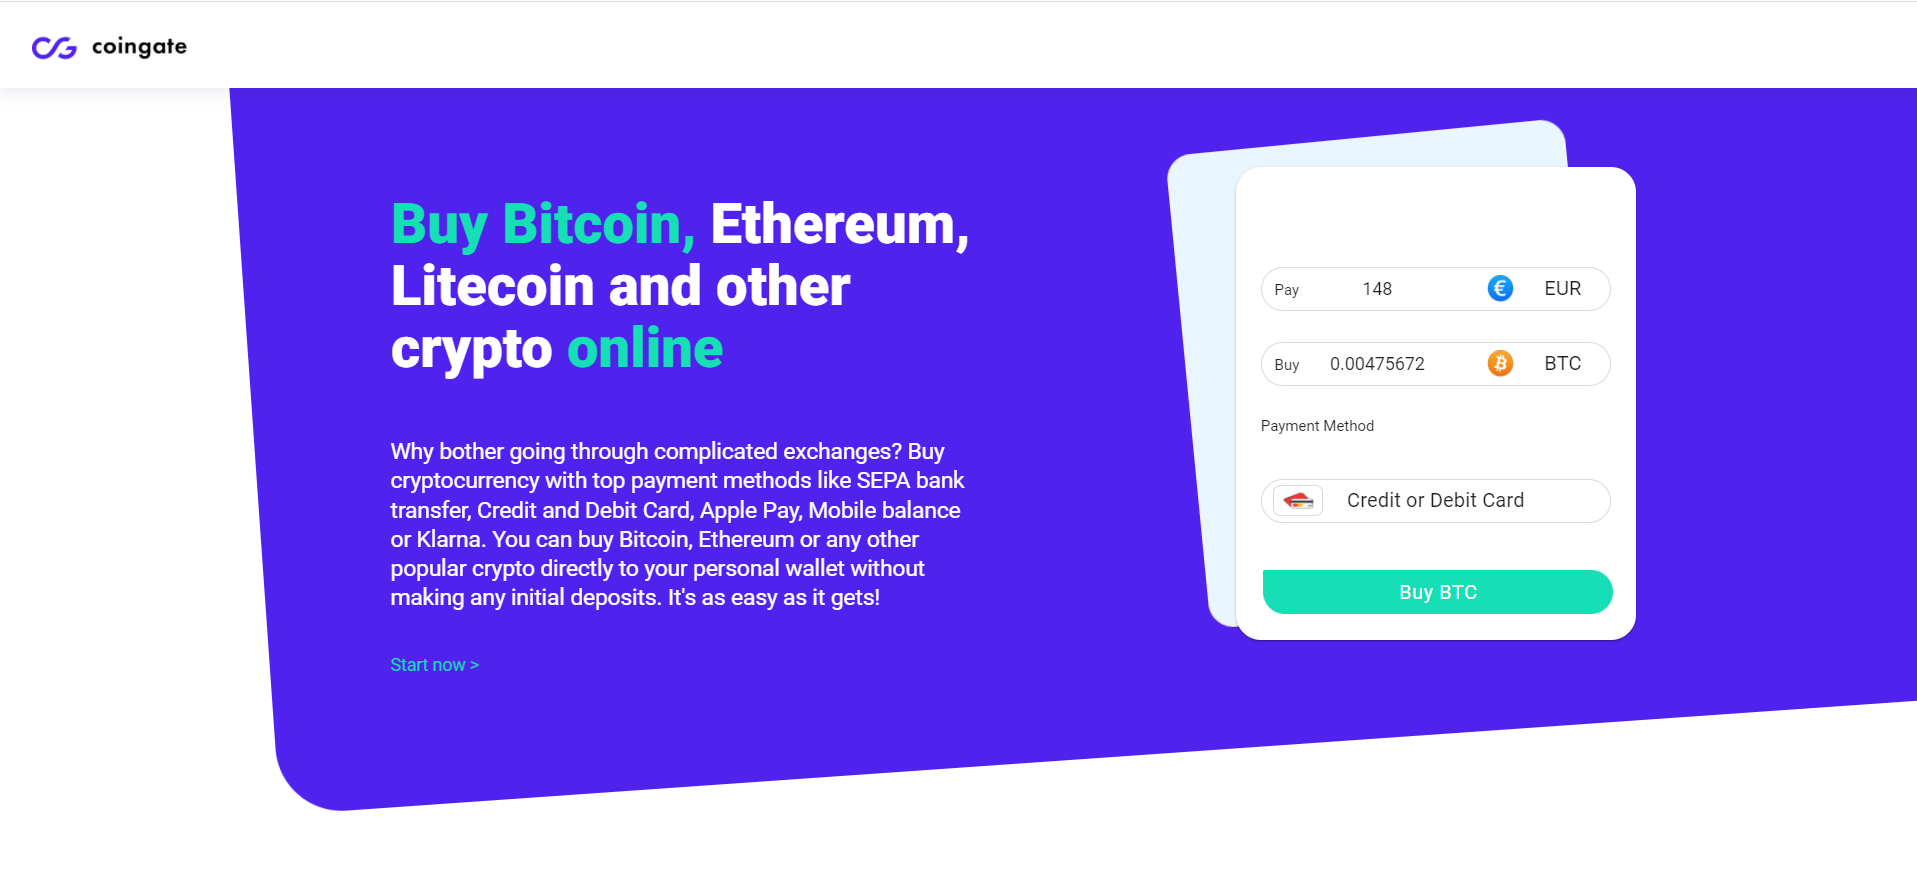 coingate
Buy Bitcoin, Ethereum,
Litecoin and other
crypto online
Why bother going through complicated exchanges? Buy
cryptocurrency with top payment methods like SEPA bank
transfer, Credit and Debit Card, Apple Pay, Mobile balance
or Klarna. You can buy Bitcoin, Ethereum or any other
popular crypto directly to your personal wallet without
making any initial deposits. It's as easy as it gets!
Start now >
Pay 148 € EUR
Buy 0.00475672 ₿ BTC
Payment Method
Credit or Debit Card
Buy BTC